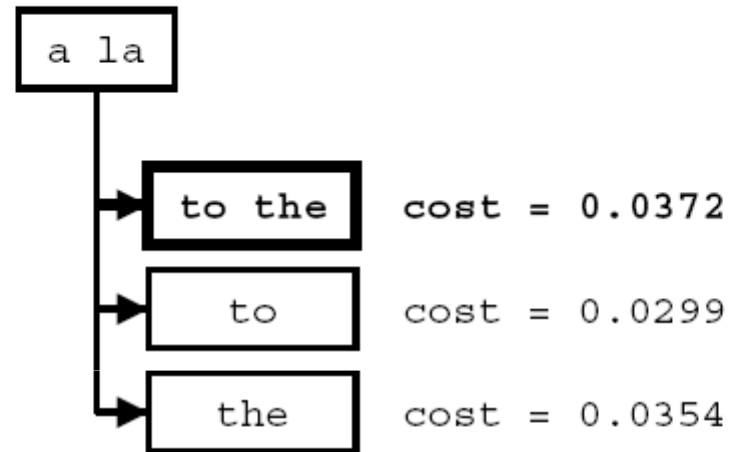 a la
to the cost = 0.0372
to cost = 0.0299
the cost = 0.0354